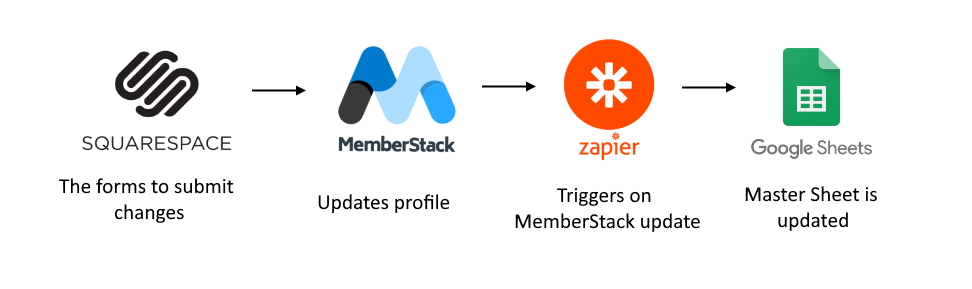 SQUARESPACE
The forms to submit
changes
MemberStack
Updates profile
zapier
Triggers on
MemberStack update
Google Sheets
Master Sheet is
updated